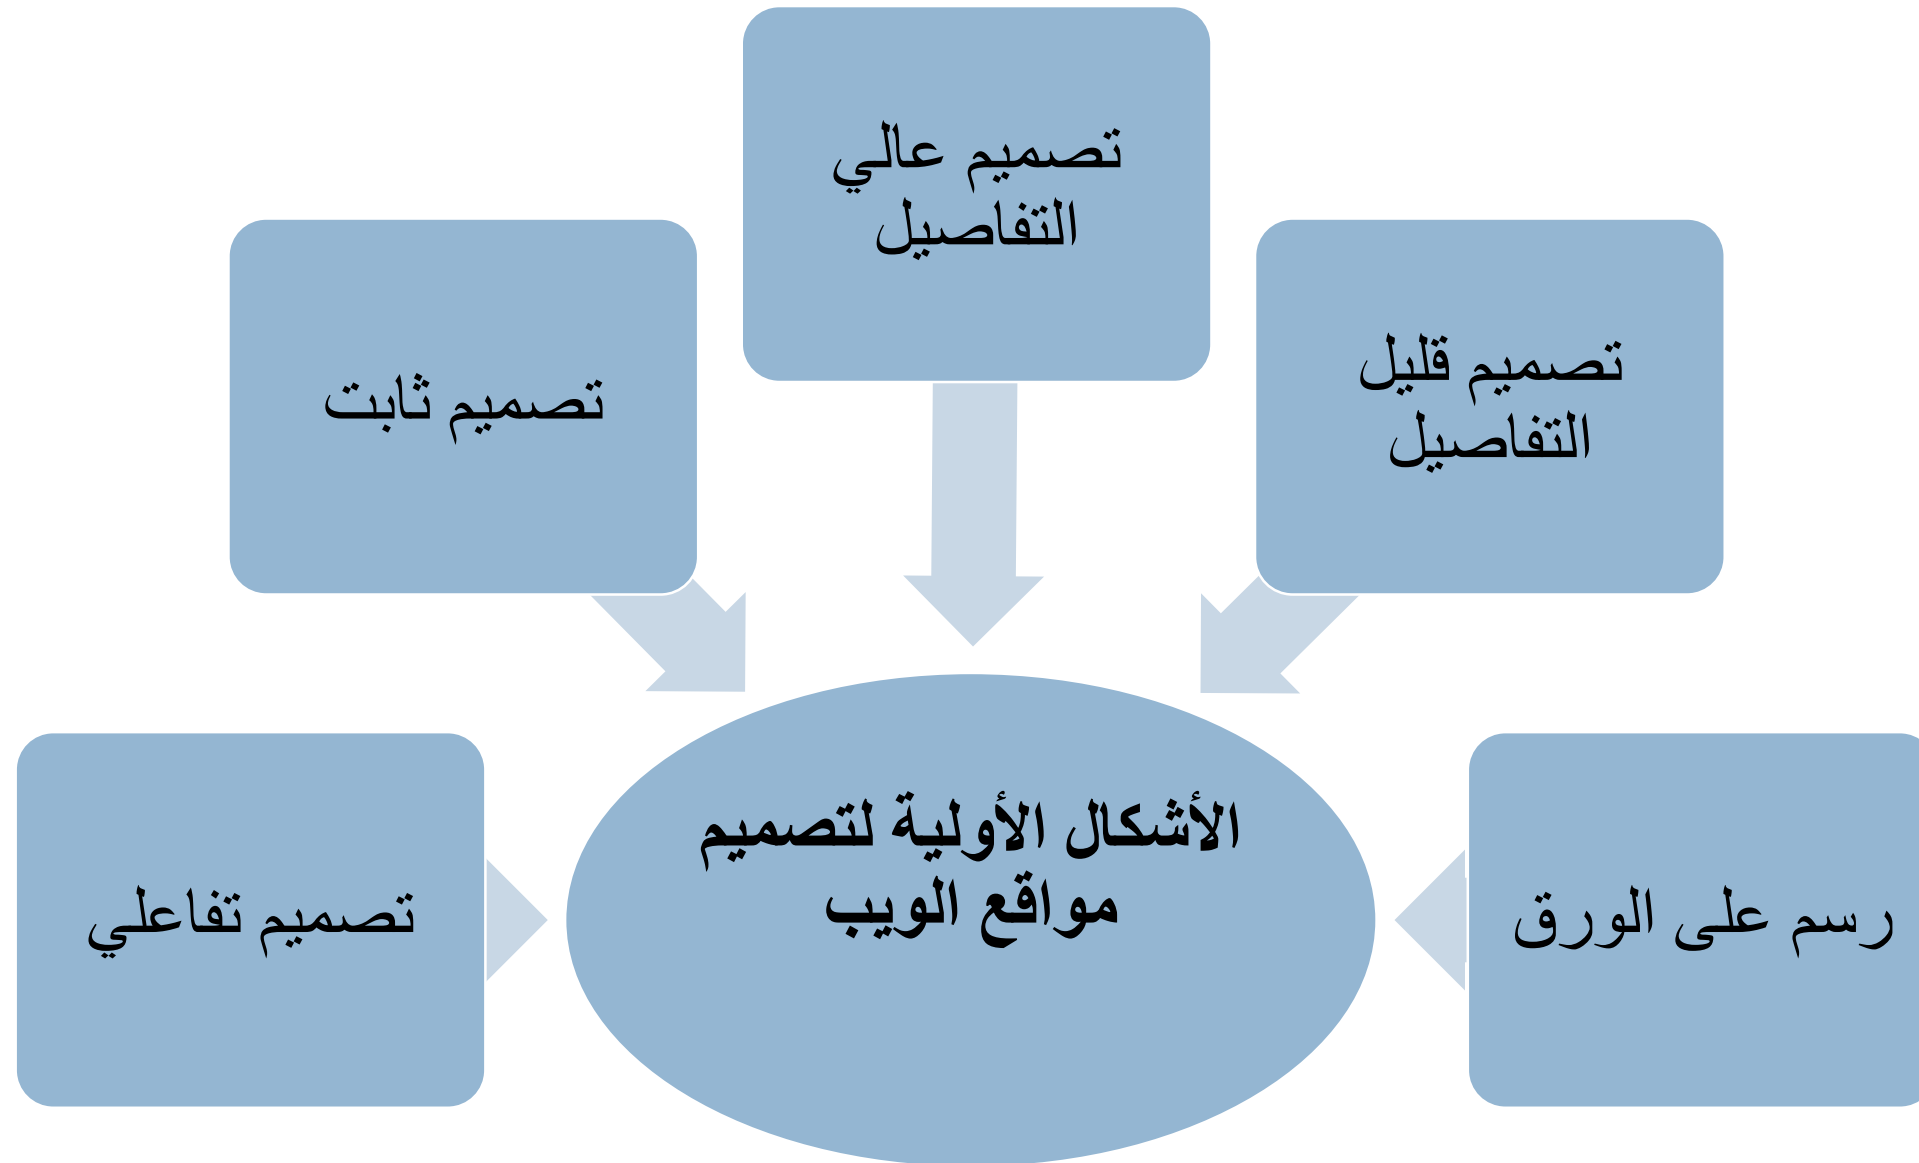 تصميم عالي
التفاصيل
تصميم قليل
التفاصيل
تصميم ثابت
رسم على الورق
الأشكال الأولية لتصميم
مواقع الويب
تصميم تفاعلي